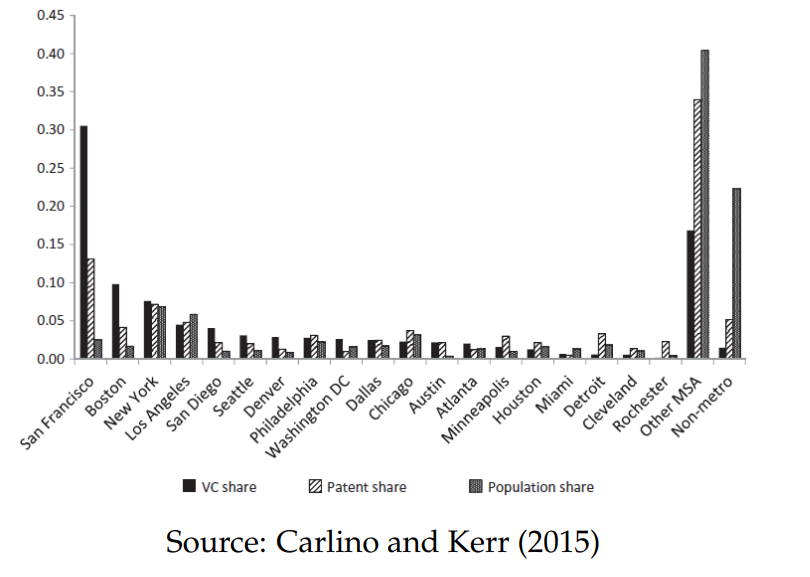 0.45
0.40
0.35
0.30
0.25
0.20
0.15
0.10
0.05
0.00
San Francisco
Boston
New York
Los Angeles
San Diego
Seattle
Denver
Philadelphia
Washington DC
Dallas
Chicago
Austin
Atlanta
Minneapolis
Houston
Miami
Detroit
Cleveland
Rochester
Other MSA
Non-metro
VC share Patent share Population share
Source: Carlino and Kerr (2015)